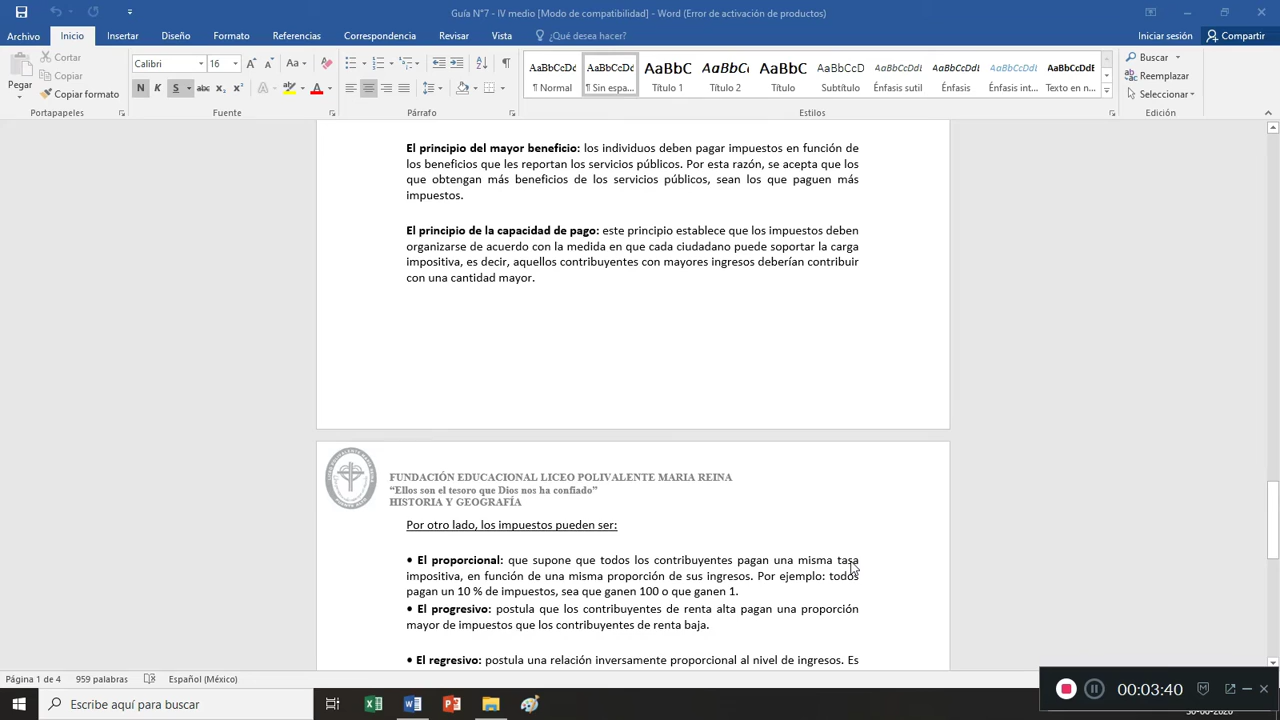 Guía N°7 - IV medio [Modo de compatibilidad] - Word (Error de activación de productos)
Archivo Inicio Insertar Diseño Formato Referencias Correspondencia Revisar Vista ¿Qué desea hacer? Iniciar sesión Compartir
Pegar
Cortar
Copiar
Copiar formato
Portapapeles
Calibri 16
Fuente
Párrafo
AaBbCcDc AaBbCcDc AaBbC AaBbC AaBbC AaBbCcD AaBbCcDdl AaBbCcDdl AaBbCcDdl AaBbCcDdE
¶ Normal ¶ Sin espa... Título 1 Título 2 Título Subtítulo Énfasis sutil Énfasis Énfasis int... Texto en n...
Estilos
Buscar
Reemplazar
Seleccionar
Edición
El principio del mayor beneficio: los individuos deben pagar impuestos en función de
los beneficios que les reportan los servicios públicos. Por esta razón, se acepta que los
que obtengan más beneficios de los servicios públicos, sean los que paguen más
impuestos.
El principio de la capacidad de pago: este principio establece que los impuestos deben
organizarse de acuerdo con la medida en que cada ciudadano puede soportar la carga
impositiva, es decir, aquellos contribuyentes con mayores ingresos deberían contribuir
con una cantidad mayor.
FUNDACIÓN EDUCACIONAL LICEO POLIVALENTE MARIA REINA
“Ellos son el tesoro que Dios nos ha confiado”
HISTORIA Y GEOGRAFÍA
Por otro lado, los impuestos pueden ser:
• El proporcional: que supone que todos los contribuyentes pagan una misma tasa
impositiva, en función de una misma proporción de sus ingresos. Por ejemplo: todos
pagan un 10 % de impuestos, sea que ganen 100 o que ganen 1.
• El progresivo: postula que los contribuyentes de renta alta pagan una proporción
mayor de impuestos que los contribuyentes de renta baja.
• El regresivo: postula una relación inversamente proporcional al nivel de ingresos. Es
Página 1 de 4 959 palabras Español (México)
Escribe aquí para buscar
00:03:40